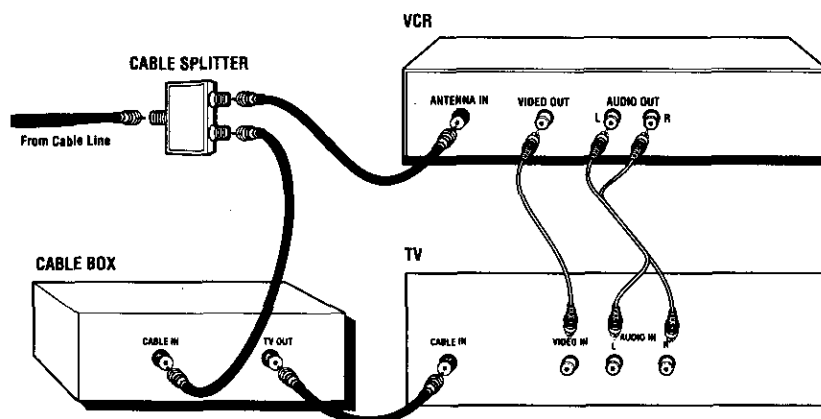 VCR
CABLE SPLITTER
ANTENNA IN
VIDEO OUT
AUDIO OUT
L
R
From Cable Line
CABLE BOX
TV
CABLE IN
TV OUT
CABLE IN
VIDEO IN
AUDIO IN
L
R